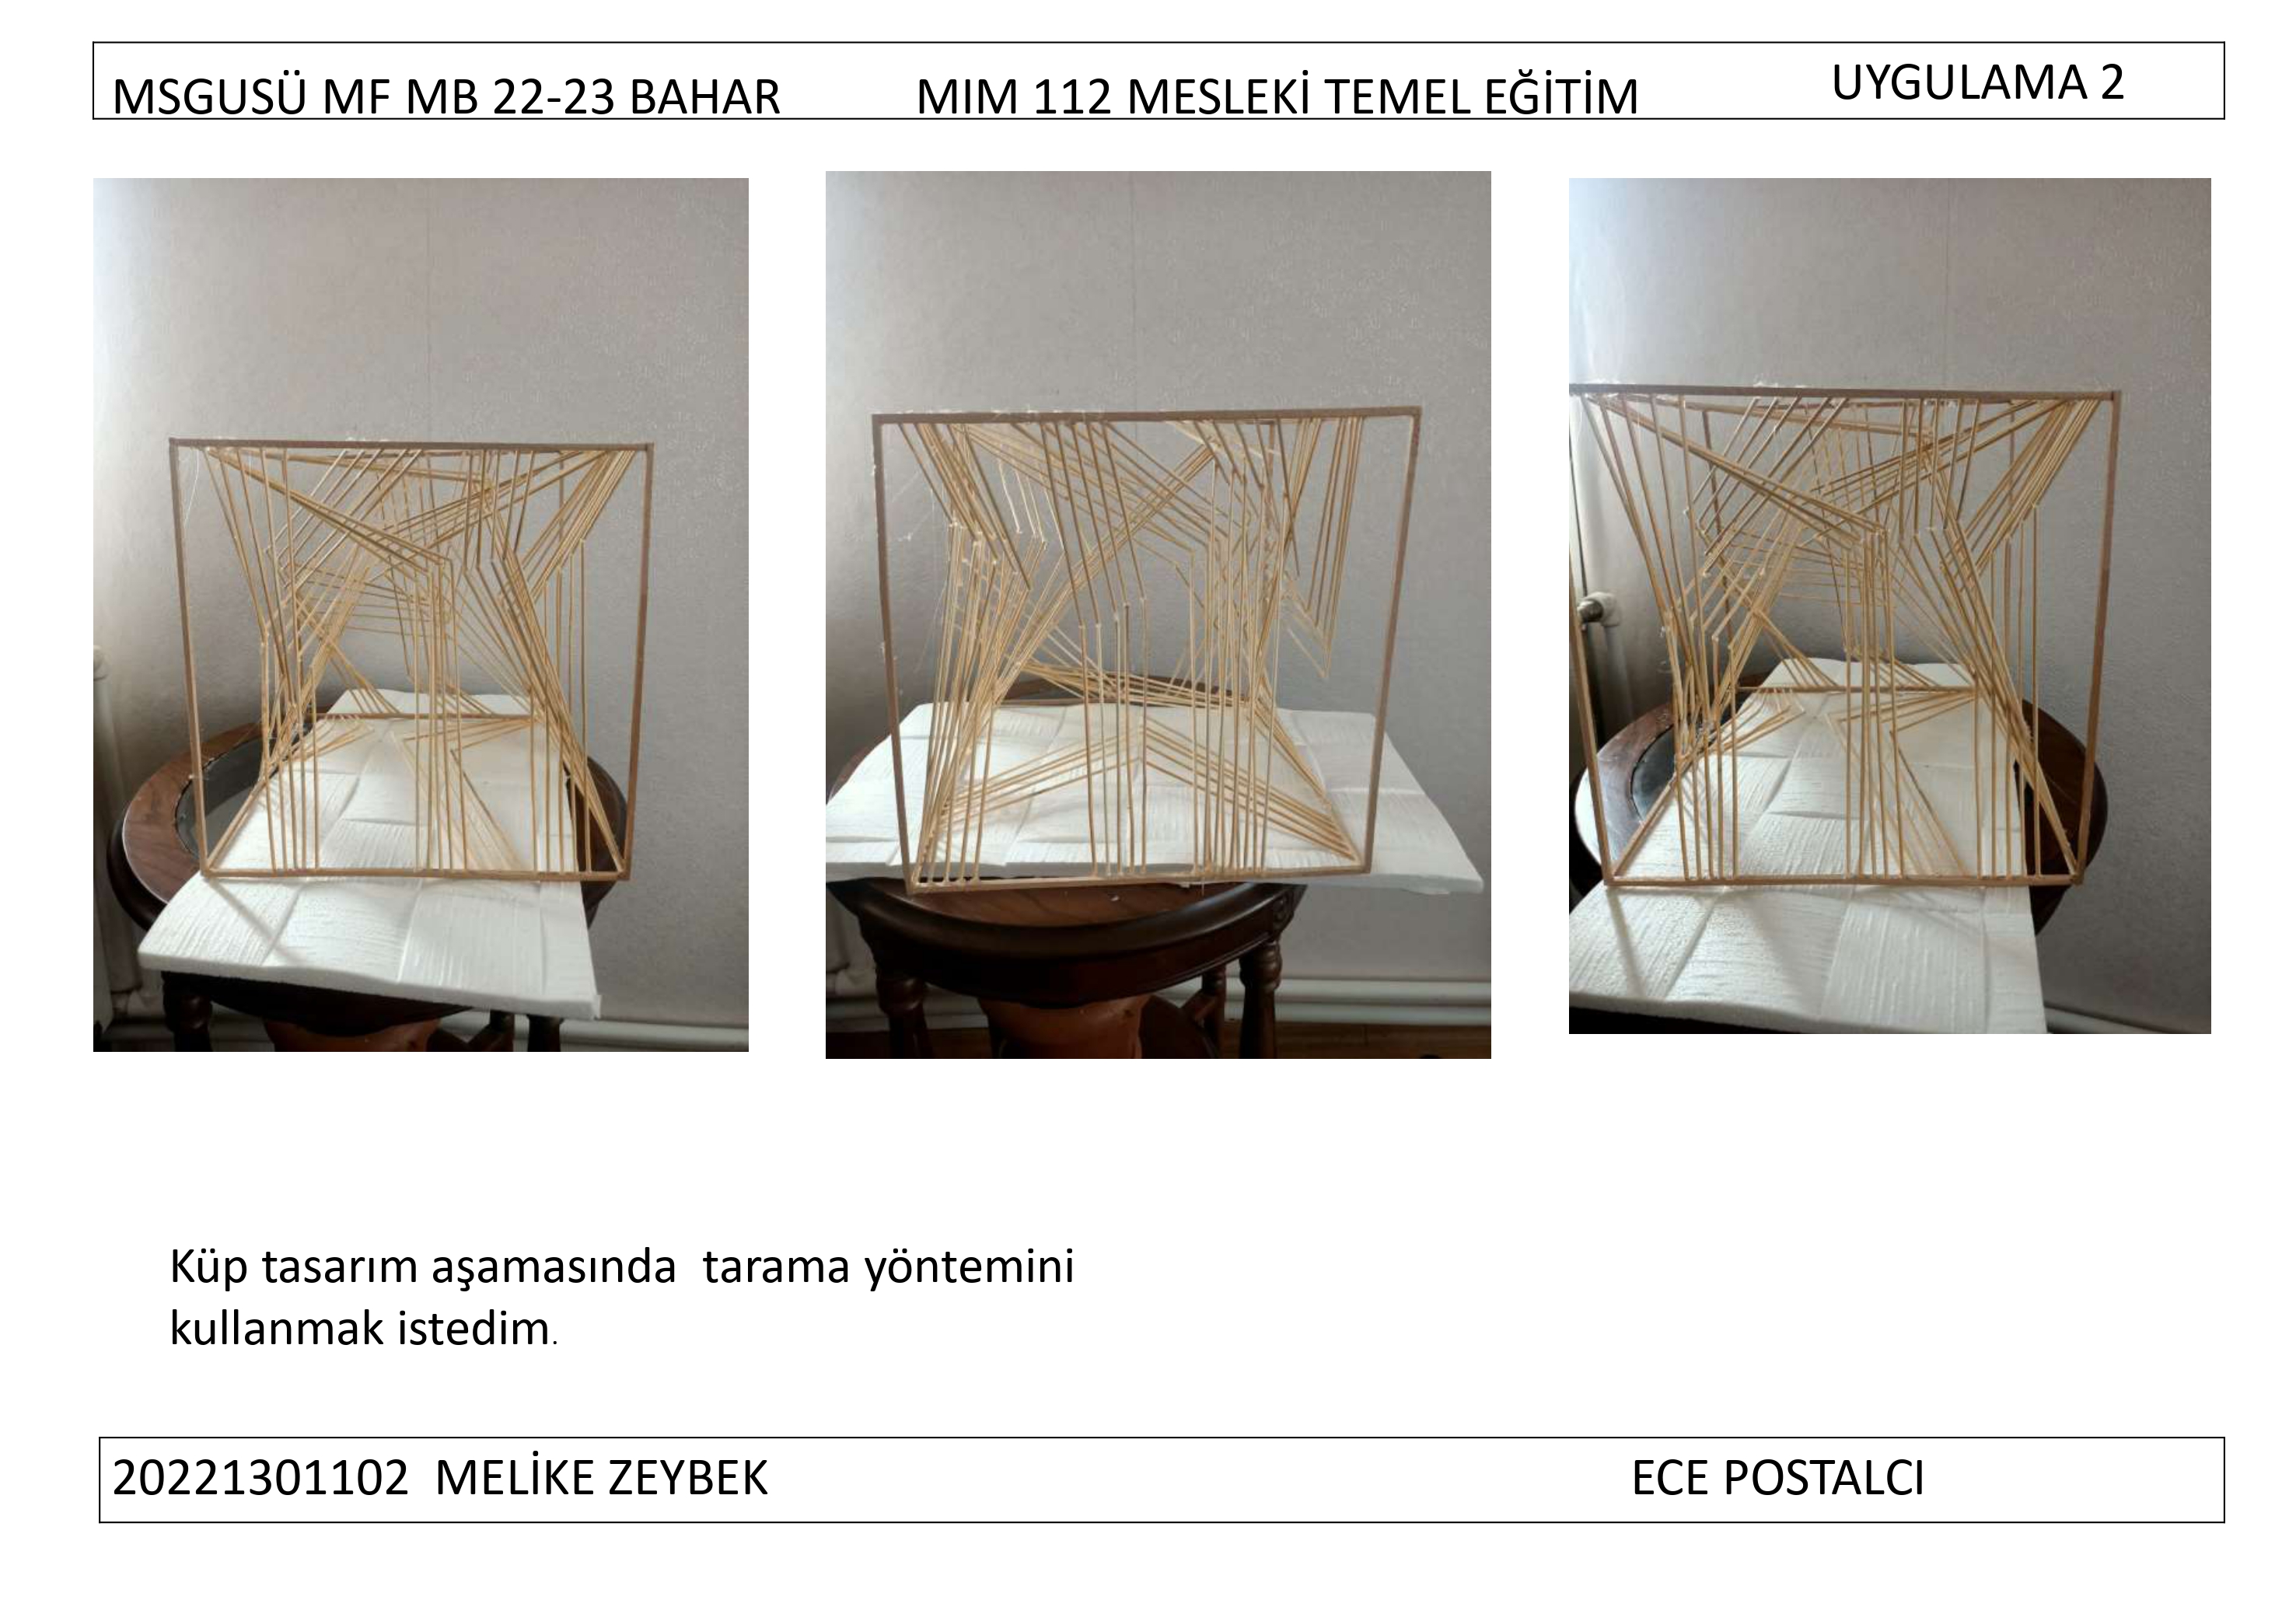 MSGUSÜ MF MB 22-23 BAHAR MIM 112 MESLEKİ TEMEL EĞİTİM UYGULAMA 2
Küp tasarım aşamasında  tarama yöntemini
kullanmak istedim.
20221301102  MELİKE ZEYBEK ECE POSTALCI